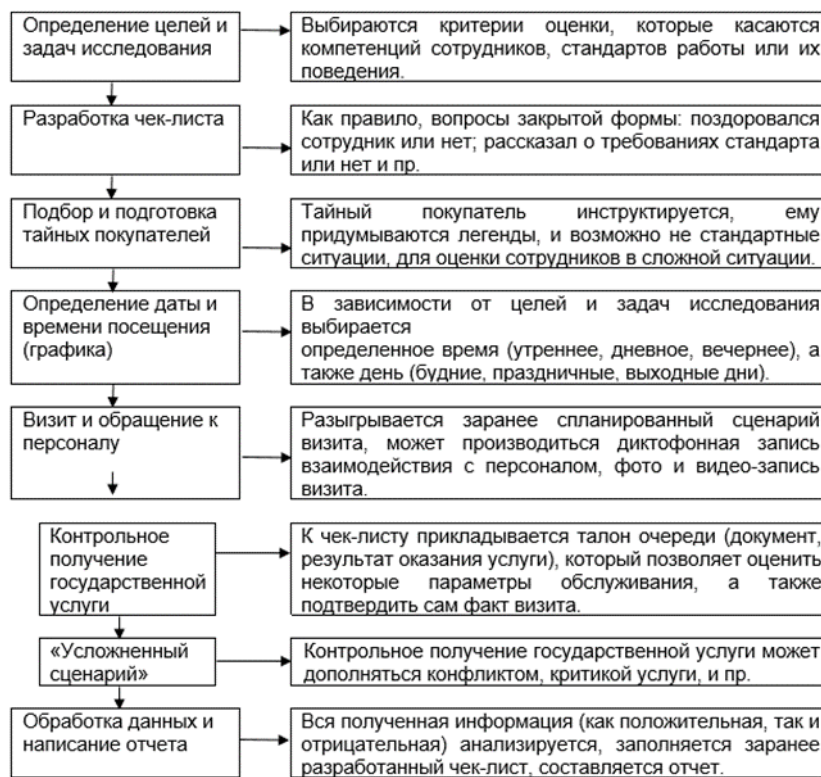 Определение целей и
задач исследования
Выбираются критерии оценки, которые касаются
компетенций сотрудников, стандартов работы или их
поведения.
Разработка чек-листа
Как правило, вопросы закрытой формы: поздоровался
сотрудник или нет; рассказал о требованиях стандарта
или нет и пр.
Подбор и подготовка
тайных покупателей
Тайный покупатель инструктируется, ему
придумываются легенды, и возможно не стандартные
ситуации, для оценки сотрудников в сложной ситуации.
Определение даты и
времени посещения
(графика)
В зависимости от целей и задач исследования
выбирается
определенное время (утреннее, дневное, вечернее), а
также день (будние, праздничные, выходные дни).
Визит и обращение к
персоналу
Разыгрывается заранее спланированный сценарий
визита, может производиться диктофонная запись
взаимодействия с персоналом, фото и видео-запись
визита.
Контрольное
получение
государственной
услуги
К чек-листу прикладывается талон очереди (документ,
результат оказания услуги), который позволяет оценить
некоторые параметры обслуживания, а также
подтвердить сам факт визита.
«Усложненный
сценарий»
Контрольное получение государственной услуги может
дополняться конфликтом, критикой услуги, и пр.
Обработка данных и
написание отчета
Вся полученная информация (как положительная, так и
отрицательная) анализируется, заполняется заранее
разработанный чек-лист, составляется отчет.